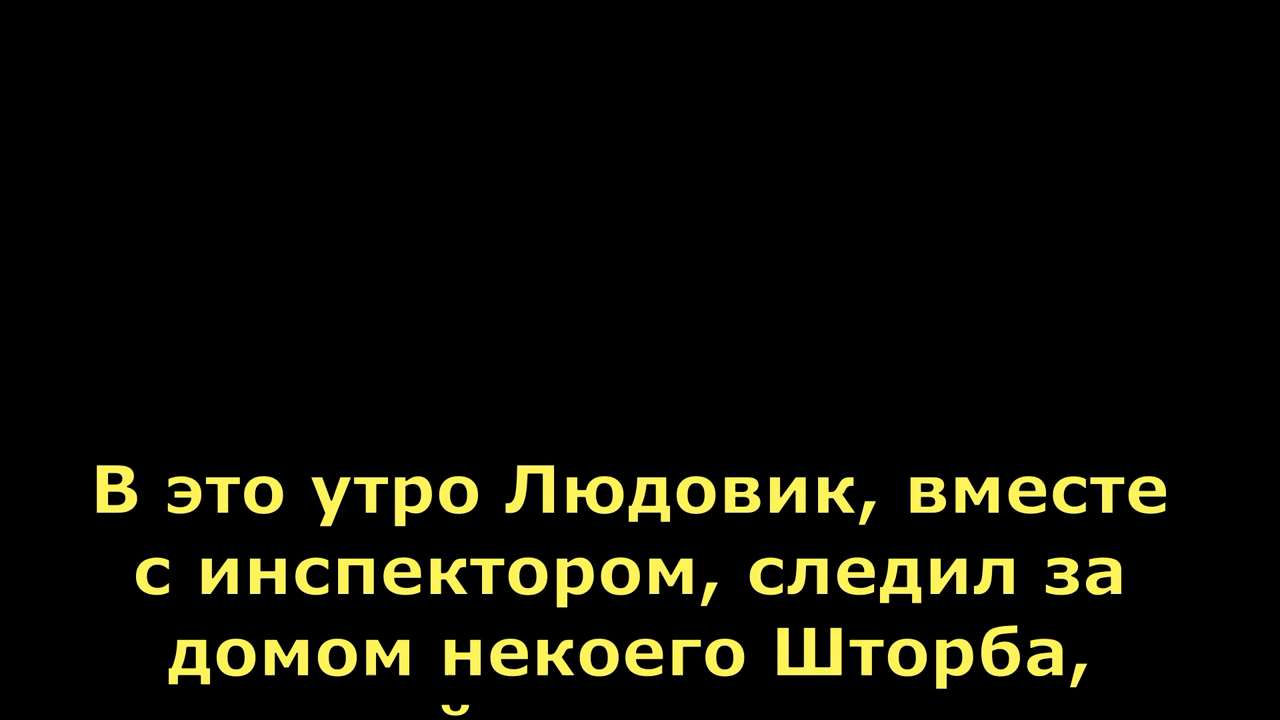 В это утро Людовик, вместе
с инспектором, следил за
домом некоего Шторба,